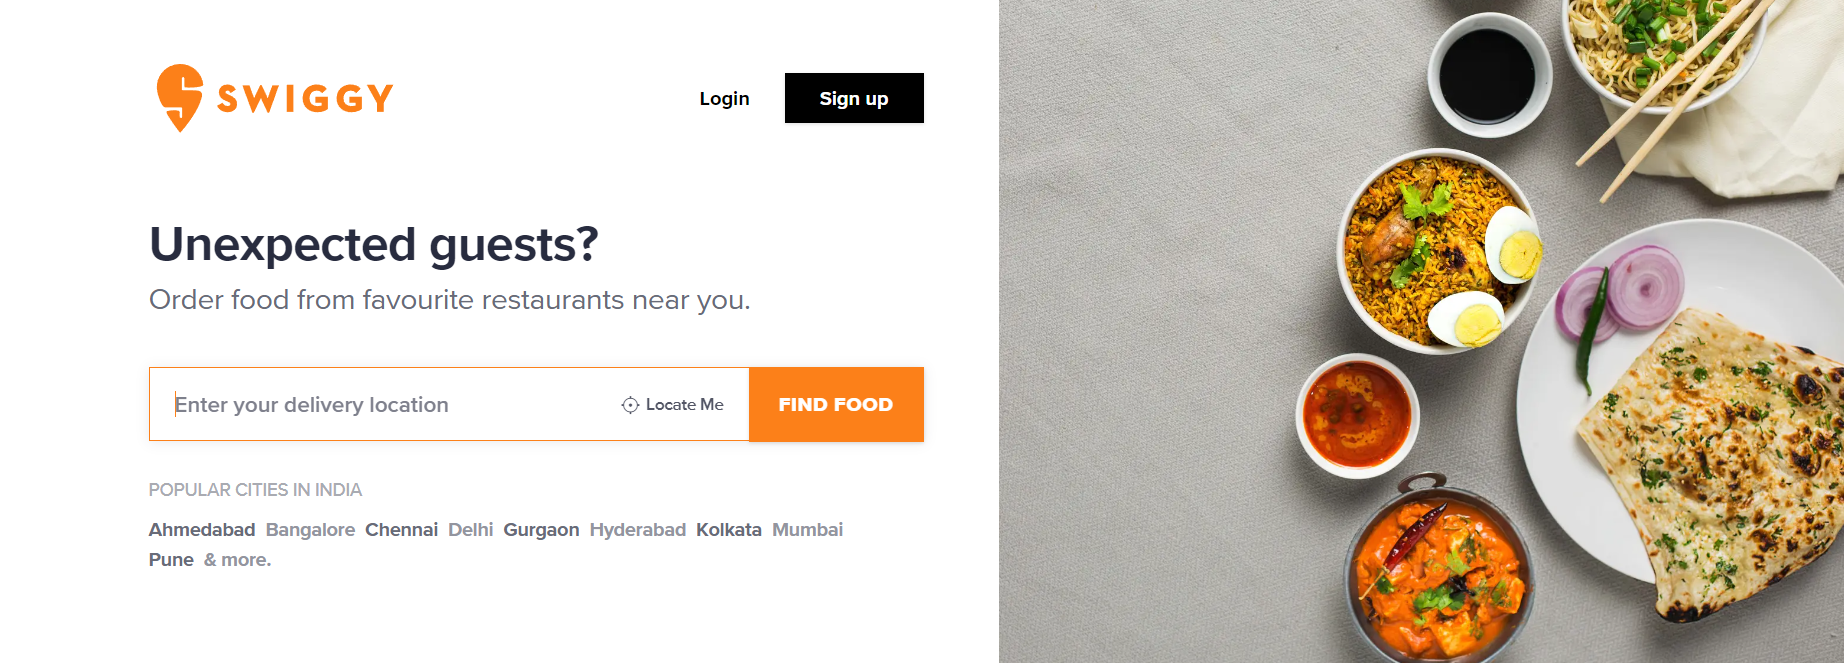 SWIGGY
Login
Sign up
Unexpected guests?
Order food from favourite restaurants near you.
Enter your delivery location
Locate Me
FIND FOOD
POPULAR CITIES IN INDIA
Ahmedabad Bangalore Chennai Delhi Gurgaon Hyderabad Kolkata Mumbai
Pune & more.